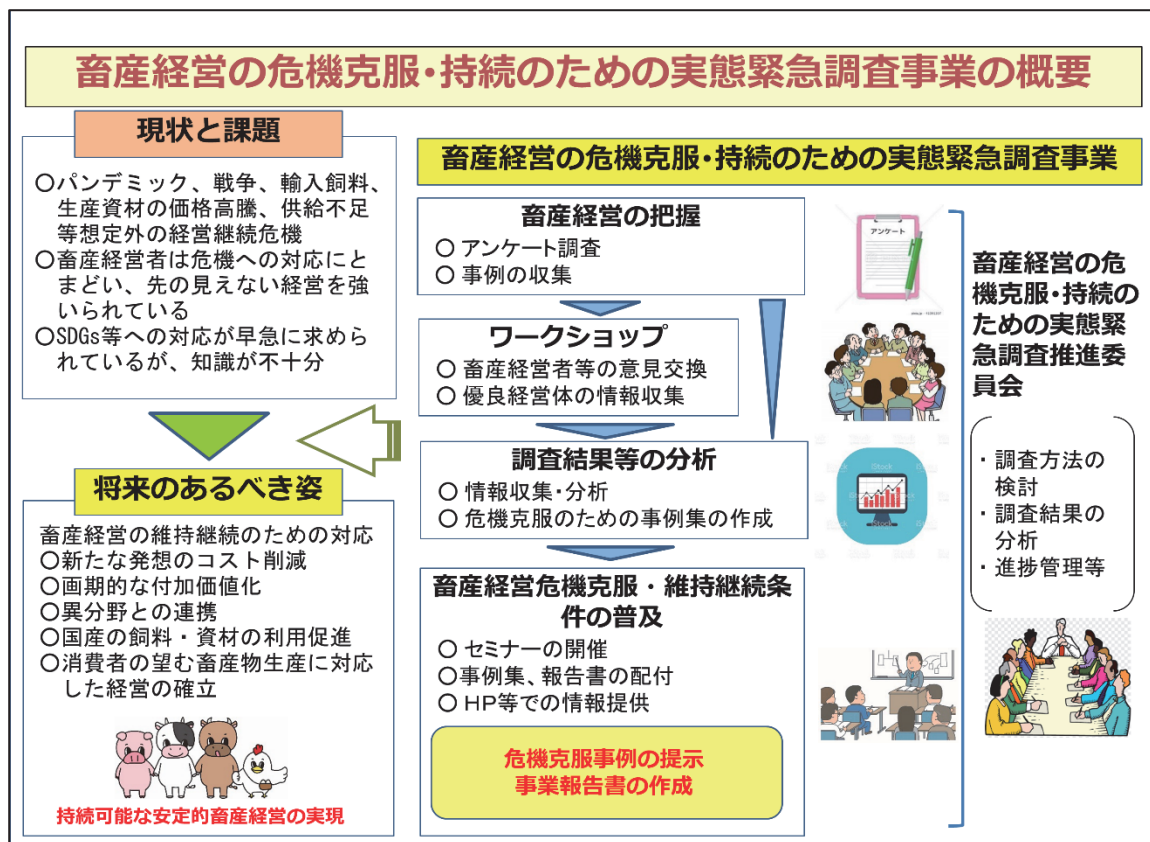 畜産経営の危機克服・持続のための実態緊急調査事業の概要
現状と課題
〇パンデミック、戦争、輸入飼料、
生産資材の価格高騰、供給不足
等想定外の経営継続危機
〇畜産経営者は危機への対応にと
まどい、先の見えない経営を強
いられている
〇SDGs等への対応が早急に求めら
れているが、知識が不十分
将来のあるべき姿
畜産経営の維持継続のための対応
〇新たな発想のコスト削減
〇画期的な付加価値化
〇異分野との連携
〇国産の飼料・資材の利用促進
〇消費者の望む畜産物生産に対応
した経営の確立
持続可能な安定的畜産経営の実現
畜産経営の危機克服・持続のための実態緊急調査事業
畜産経営の把握
〇 アンケート調査
〇 事例の収集
ワークショップ
〇 畜産経営者等の意見交換
〇 優良経営体の情報収集
調査結果等の分析
〇 情報収集・分析
〇 危機克服のための事例集の作成
畜産経営危機克服・維持継続条
件の普及
〇 セミナーの開催
〇 事例集、報告書の配付
〇 HP等での情報提供
危機克服事例の提示
事業報告書の作成
アンケート
iStock
畜産経営の危
機克服・持続の
ための実態緊
急調査推進委
員会
・調査方法の
検討
・調査結果の
分析
・進捗管理等